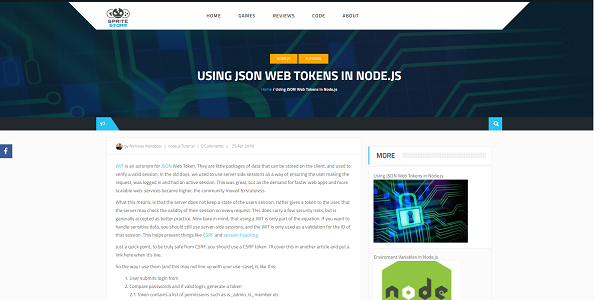 SPRITE
STORM
HOME GAMES REVIEWS CODE ABOUT
NODE.JS TUTORIAL
USING JSON WEB TOKENS IN NODE.JS
Home / Using JSON Web Tokens in Node.js
by Nicholas Mordecai | node.js Tutorial | 0 Comments | 25 Apr 2018
JWT is an acronym for JSON Web Token. They are little packages of data that can be stored on the client, and used to
verify a valid session. In the old days, we used to use server side sessions as a way of ensuring the user making the
request, was logged in and had an active session. This was great, but as the demand for faster web apps and more
scalable web-services became higher, the community moved to stateless.
What this means, is that the server does not keep a state of the users session, rather gives a token to the user, that
the server may check the validity of their session on every request. This does carry a few security risks, but is
generally accepted as better practice. Now bare in mind, that using a JWT is only part of the equation. If you want to
handle sensitive data, you should still use server-side sessions, and the JWT is only used as a validation for the ID of
that session. This helps prevent things like CSRF and session hijacking.
Just a quick point, to be truly safe from CSRF, you should use a CSRF token. I'll cover this in another article and put a
link here when it's live.
So the way I use them (and this may not line up with your use-case), is like this:
1. User submits login from
2. Compare passwords and if valid login, generate a token
2.1 Token contains a list of permissions such as is_admin, is_member etc
MORE
Using JSON Web Tokens in Node.js
Enviroment Variables in Node.js
node